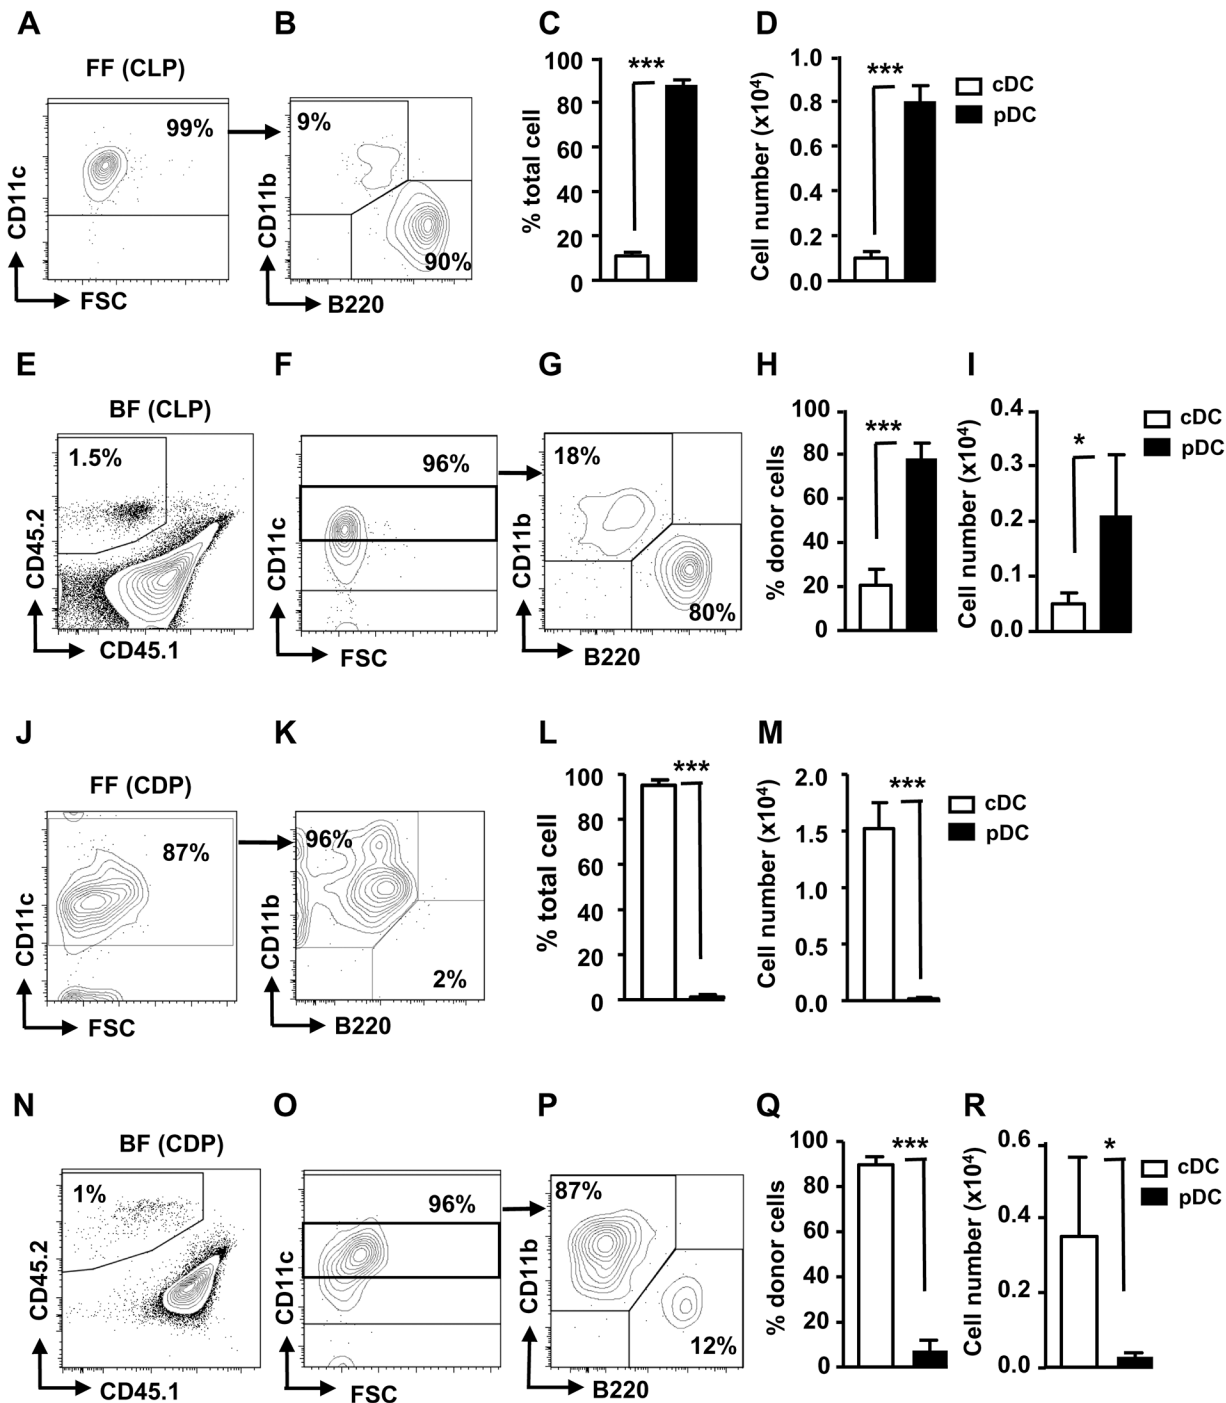 A
B
C
D
FF (CLP)
99%
CD11c
FSC
9%
90%
CD11b
B220
% total cell
100
80
60
40
20
0
***
Cell number (x10⁴)
1.0
0.8
0.6
0.4
0.2
0.0
***
cDC
pDC
E
F
G
H
I
BF (CLP)
1.5%
CD45.2
CD45.1
96%
CD11c
FSC
18%
80%
CD11b
B220
% donor cells
100
80
60
40
20
0
***
Cell number (x10⁴)
0.4
0.3
0.2
0.1
0.0
*
cDC
pDC
J
K
L
M
FF (CDP)
87%
CD11c
FSC
96%
2%
CD11b
B220
% total cell
100
80
60
40
20
0
***
Cell number (x10⁴)
2.0
1.5
1.0
0.5
0.0
***
cDC
pDC
N
O
P
Q
R
BF (CDP)
1%
CD45.2
CD45.1
96%
CD11c
FSC
87%
12%
CD11b
B220
% donor cells
100
80
60
40
20
0
***
Cell number (x10⁴)
0.6
0.4
0.2
0.0
*
cDC
pDC